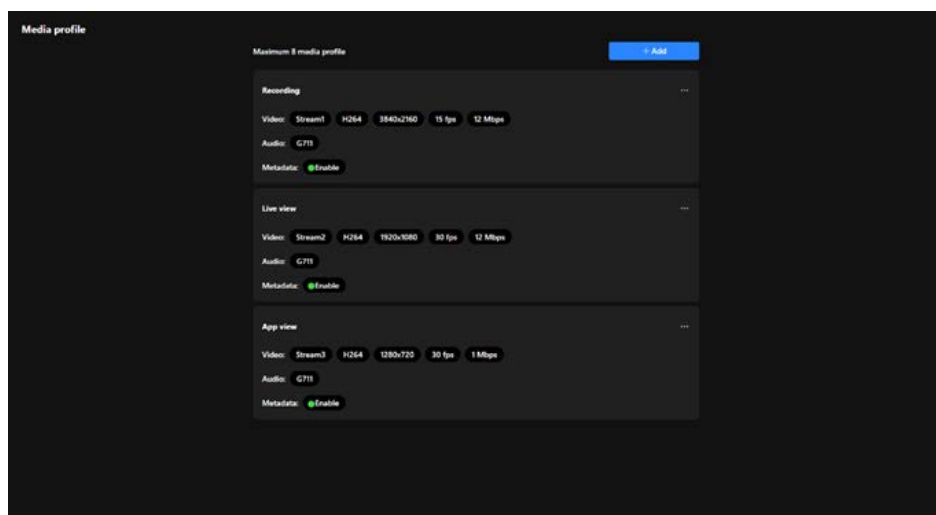 Media profile
Maximum 8 media profile
+ Add
Recording
...
Video: Stream1 H264 3840x2160 15 fps 12 Mbps
Audio: G711
Metadata: Enable
Live view
...
Video: Stream2 H264 1920x1080 30 fps 12 Mbps
Audio: G711
Metadata: Enable
App view
...
Video: Stream3 H264 1280x720 30 fps 1 Mbps
Audio: G711
Metadata: Enable